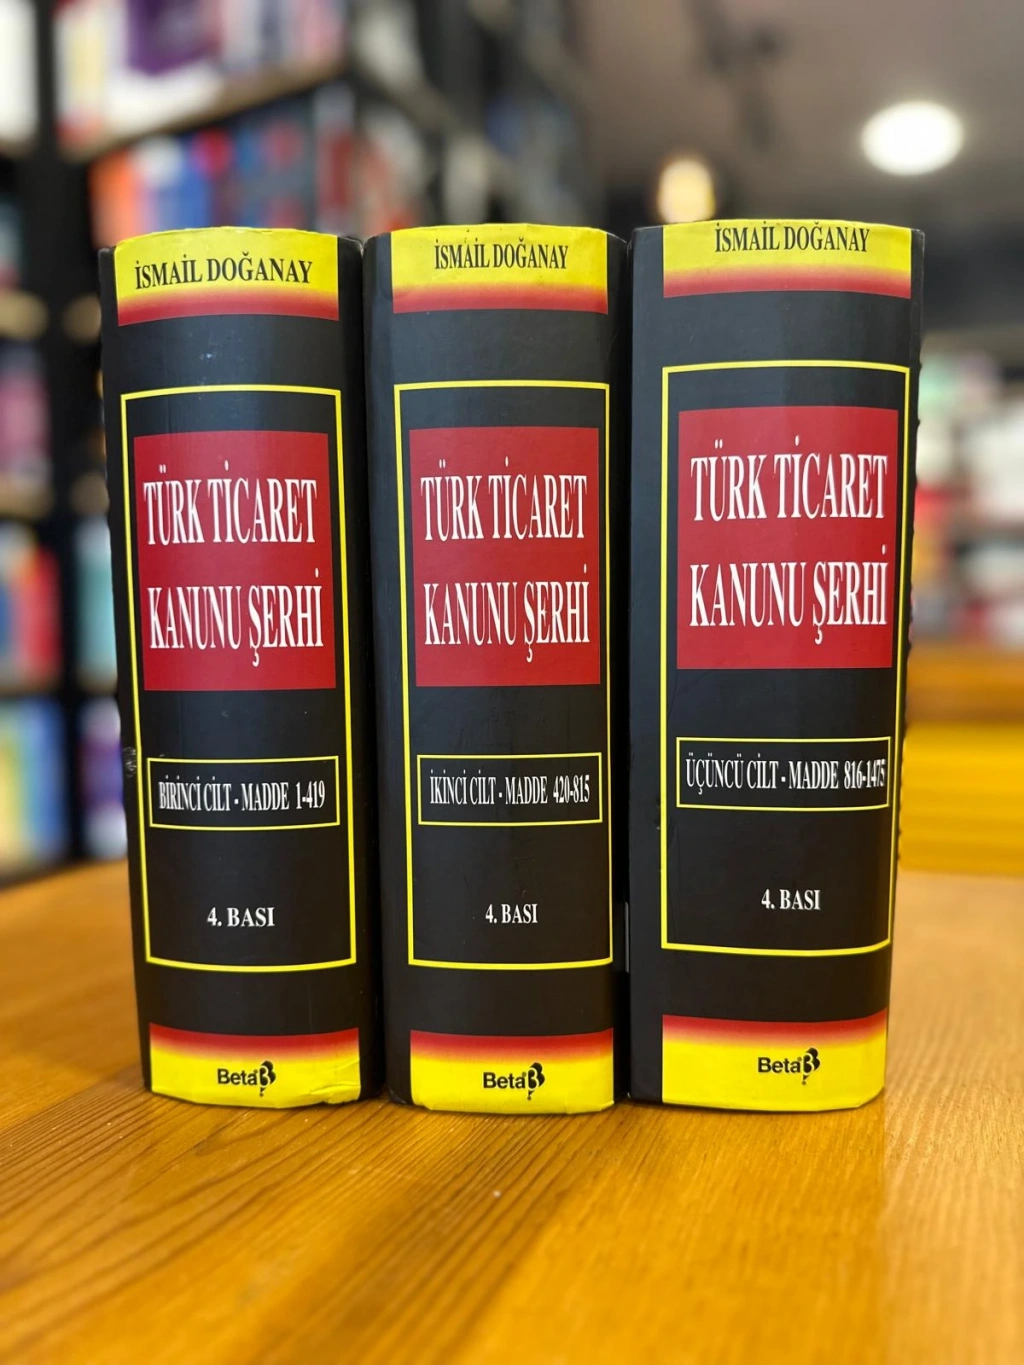 İSMAİL DOĞANAY
TÜRK TİCARET
KANUNU ŞERHİ
BİRİNCİ CİLT - MADDE 1-419
4. BASI
Beta
İSMAİL DOĞANAY
TÜRK TİCARET
KANUNU ŞERHİ
İKİNCİ CİLT - MADDE 420-815
4. BASI
Beta
İSMAİL DOĞANAY
TÜRK TİCARET
KANUNU ŞERHİ
ÜÇÜNCÜ CİLT - MADDE 816-1475
4. BASI
Beta